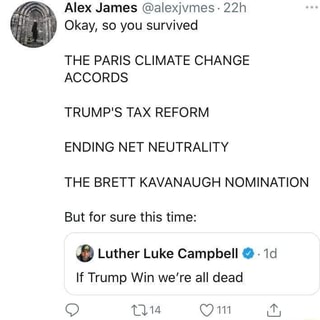 Alex James @alexjvmes · 22h
Okay, so you survived
THE PARIS CLIMATE CHANGE
ACCORDS
TRUMP'S TAX REFORM
ENDING NET NEUTRALITY
THE BRETT KAVANAUGH NOMINATION
But for sure this time:
Luther Luke Campbell · 1d
If Trump Win we're all dead
14 111